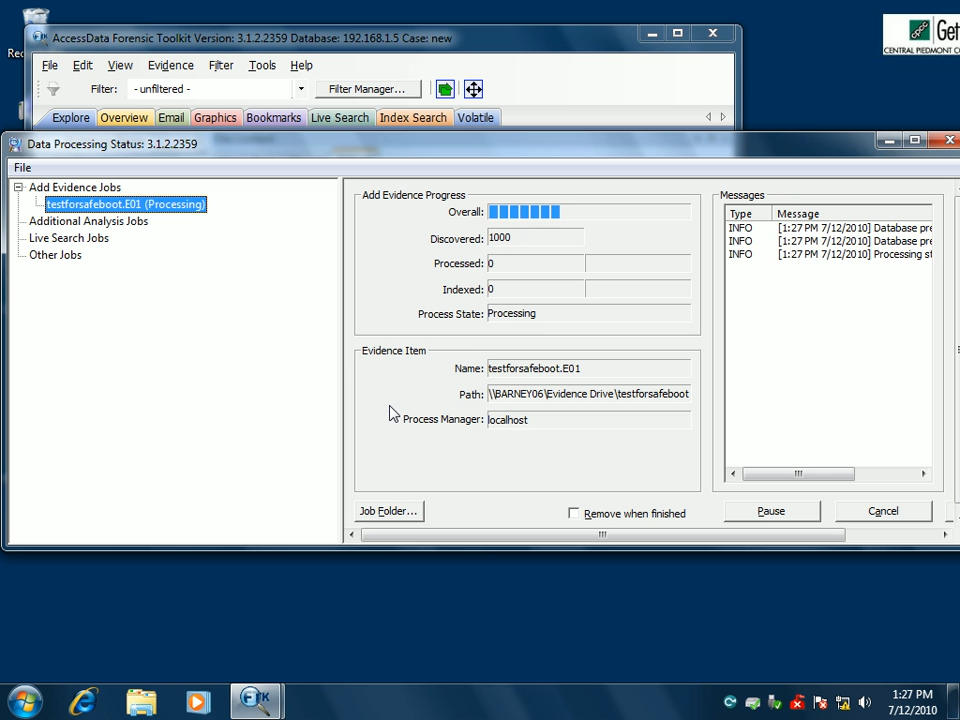 AccessData Forensic Toolkit Version: 3.1.2.2359 Database: 192.168.1.5 Case: new
File Edit View Evidence Filter Tools Help
Filter: - unfiltered - Filter Manager...
Explore Overview Email Graphics Bookmarks Live Search Index Search Volatile
Data Processing Status: 3.1.2.2359
File
Add Evidence Jobs
testforsafeboot.E01 (Processing)
Additional Analysis Jobs
Live Search Jobs
Other Jobs
Add Evidence Progress
Overall:
Discovered: 1000
Processed: 0
Indexed: 0
Process State: Processing
Evidence Item
Name: testforsafeboot.E01
Path: \\BARNEY06\Evidence Drive\testforsafeboot
Process Manager: localhost
Job Folder...
Remove when finished
Messages
Type Message
INFO [1:27 PM 7/12/2010] Database pre
INFO [1:27 PM 7/12/2010] Database pre
INFO [1:27 PM 7/12/2010] Processing st
Pause Cancel
Rec
Get
CENTRAL PIEDMONT CO
FTK
1:27 PM
7/12/2010